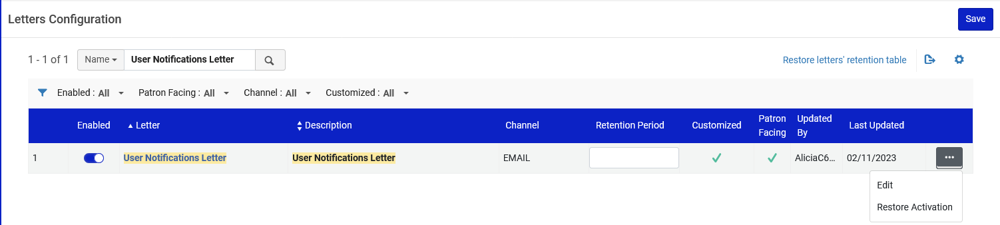 Letters Configuration
Save
1 - 1 of 1 Name User Notifications Letter Restore letters' retention table
Enabled : All Patron Facing : All Channel : All Customized : All
Enabled Letter Description Channel Retention Period Customized Patron Facing Updated By Last Updated
1 User Notifications Letter User Notifications Letter EMAIL AliciaC6... 02/11/2023
Edit
Restore Activation